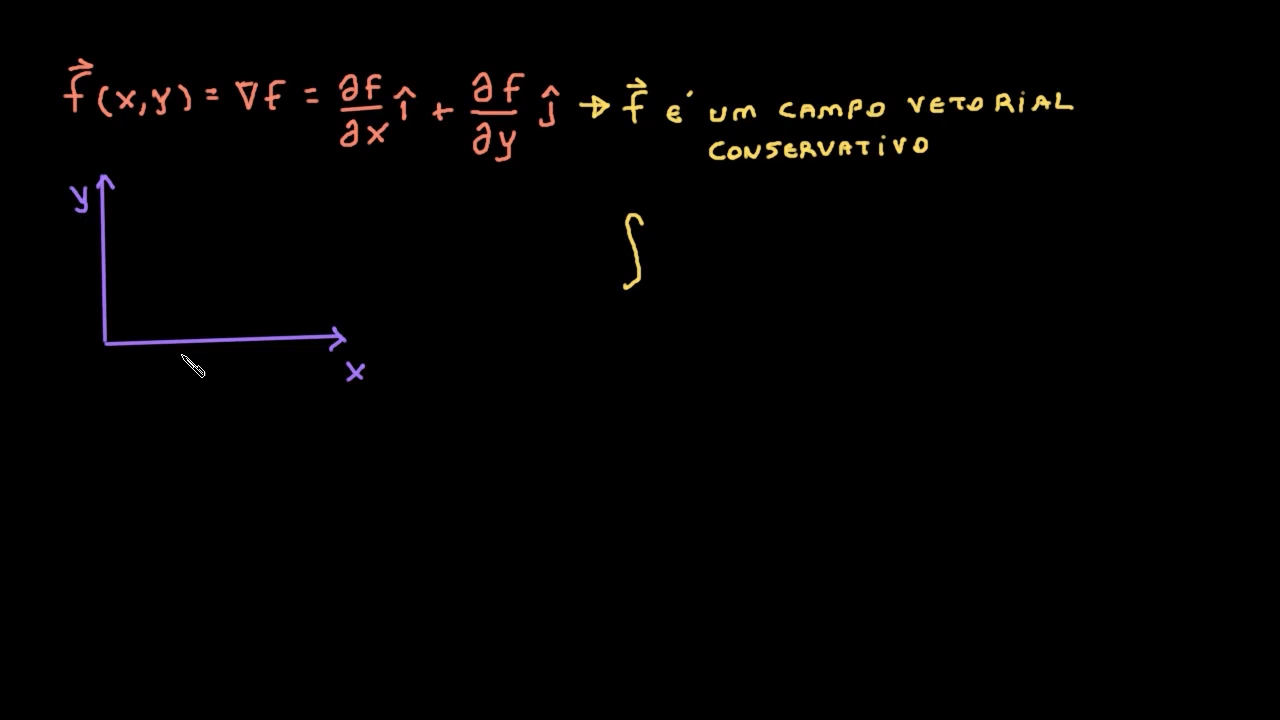 f⃗ (x,y) = ∇f = ∂f/∂x î + ∂f/∂y ĵ → f⃗ é UM CAMPO VETORIAL
CONSERVATIVO
y
∫
x